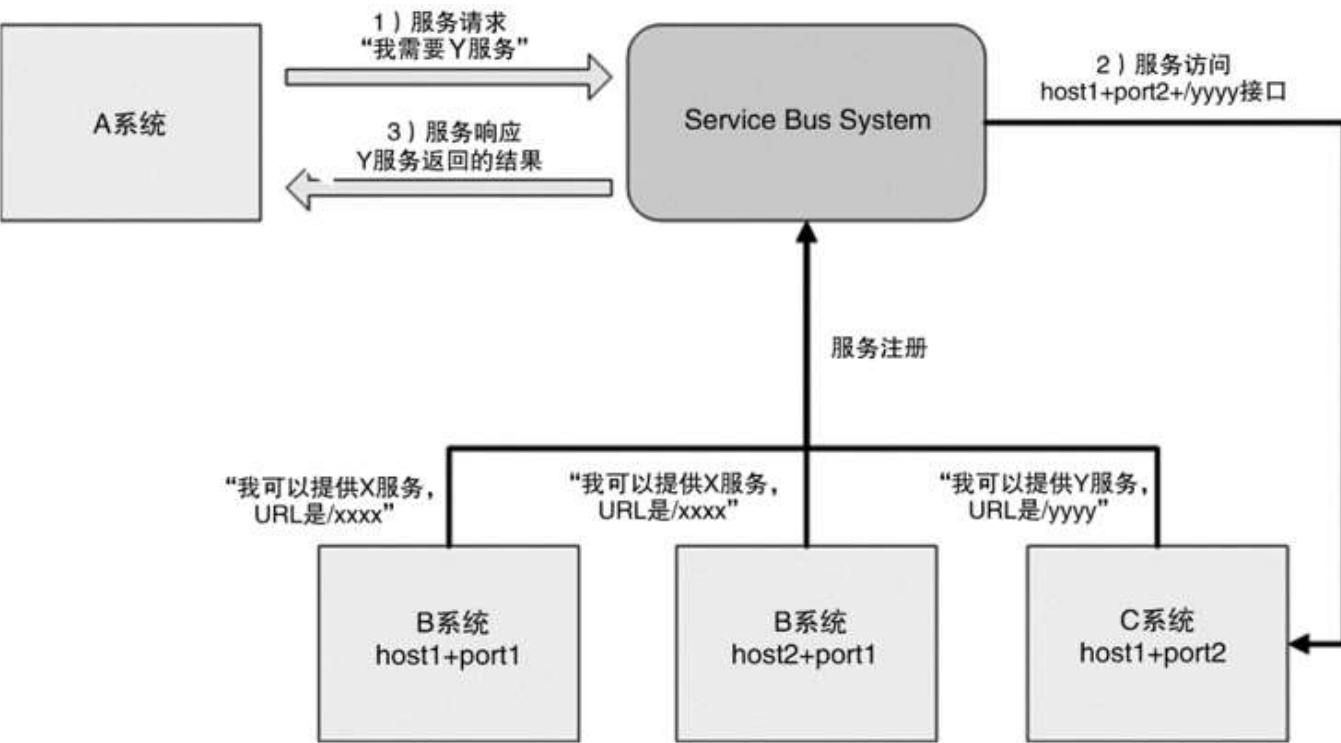 1）服务请求
“我需要Y服务”
A系统
3）服务响应
Y服务返回的结果
Service Bus System
2）服务访问
host1+port2+/yyyy接口
服务注册
“我可以提供X服务，
URL是/xxxx”
“我可以提供X服务，
URL是/xxxx”
“我可以提供Y服务，
URL是/yyyy”
B系统
host1+port1
B系统
host2+port1
C系统
host1+port2